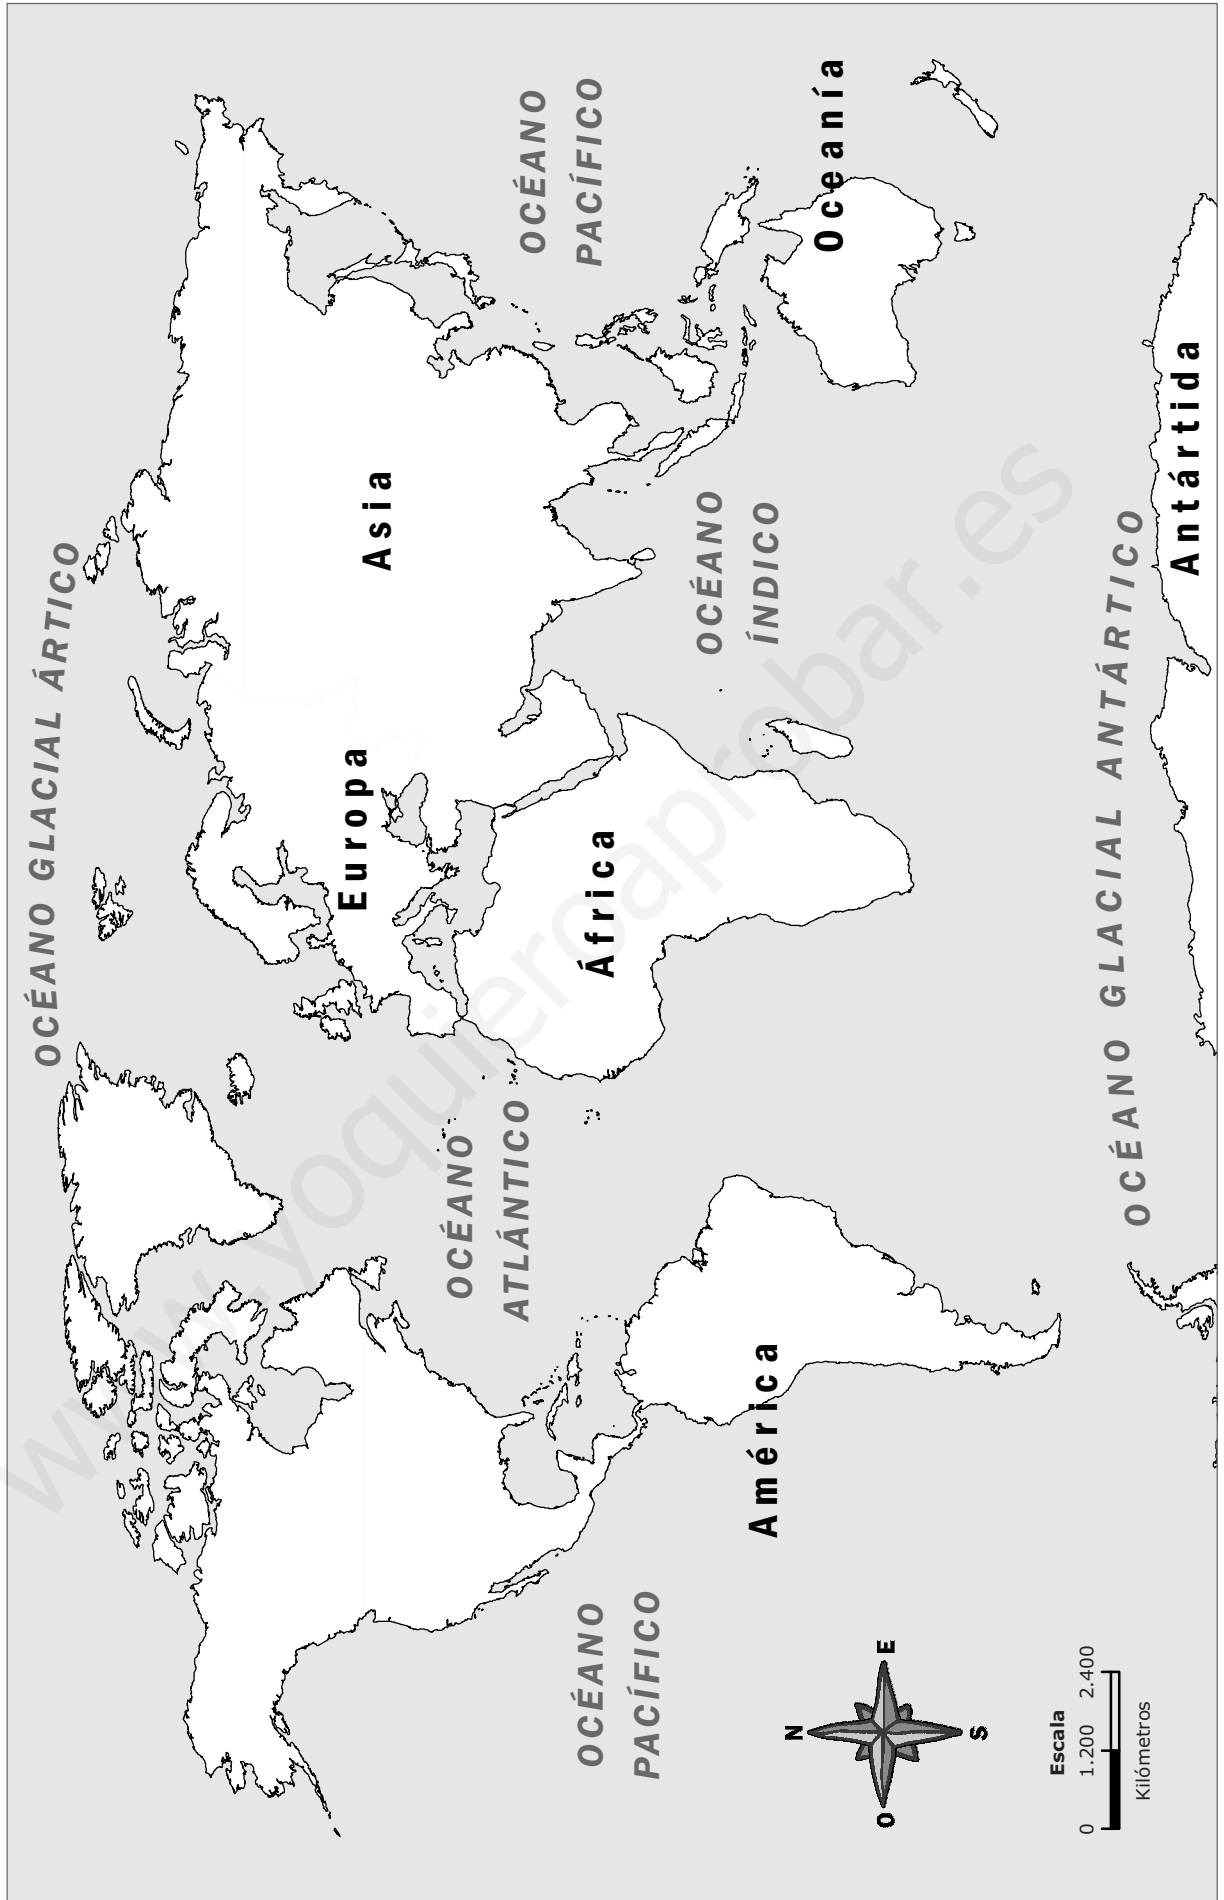 OCÉANO GLACIAL ÁRTICO
Europa
Asia
OCÉANO
PACÍFICO
OCÉANO
ATLÁNTICO
África
OCÉANO
PACÍFICO
América
OCÉANO
ÍNDICO
Oceanía
OCÉANO GLACIAL ANTÁRTICO
Antártida
N
O
E
S
Escala
0 1.200 2.400
Kilómetros
www.yoquieroaprobar.es